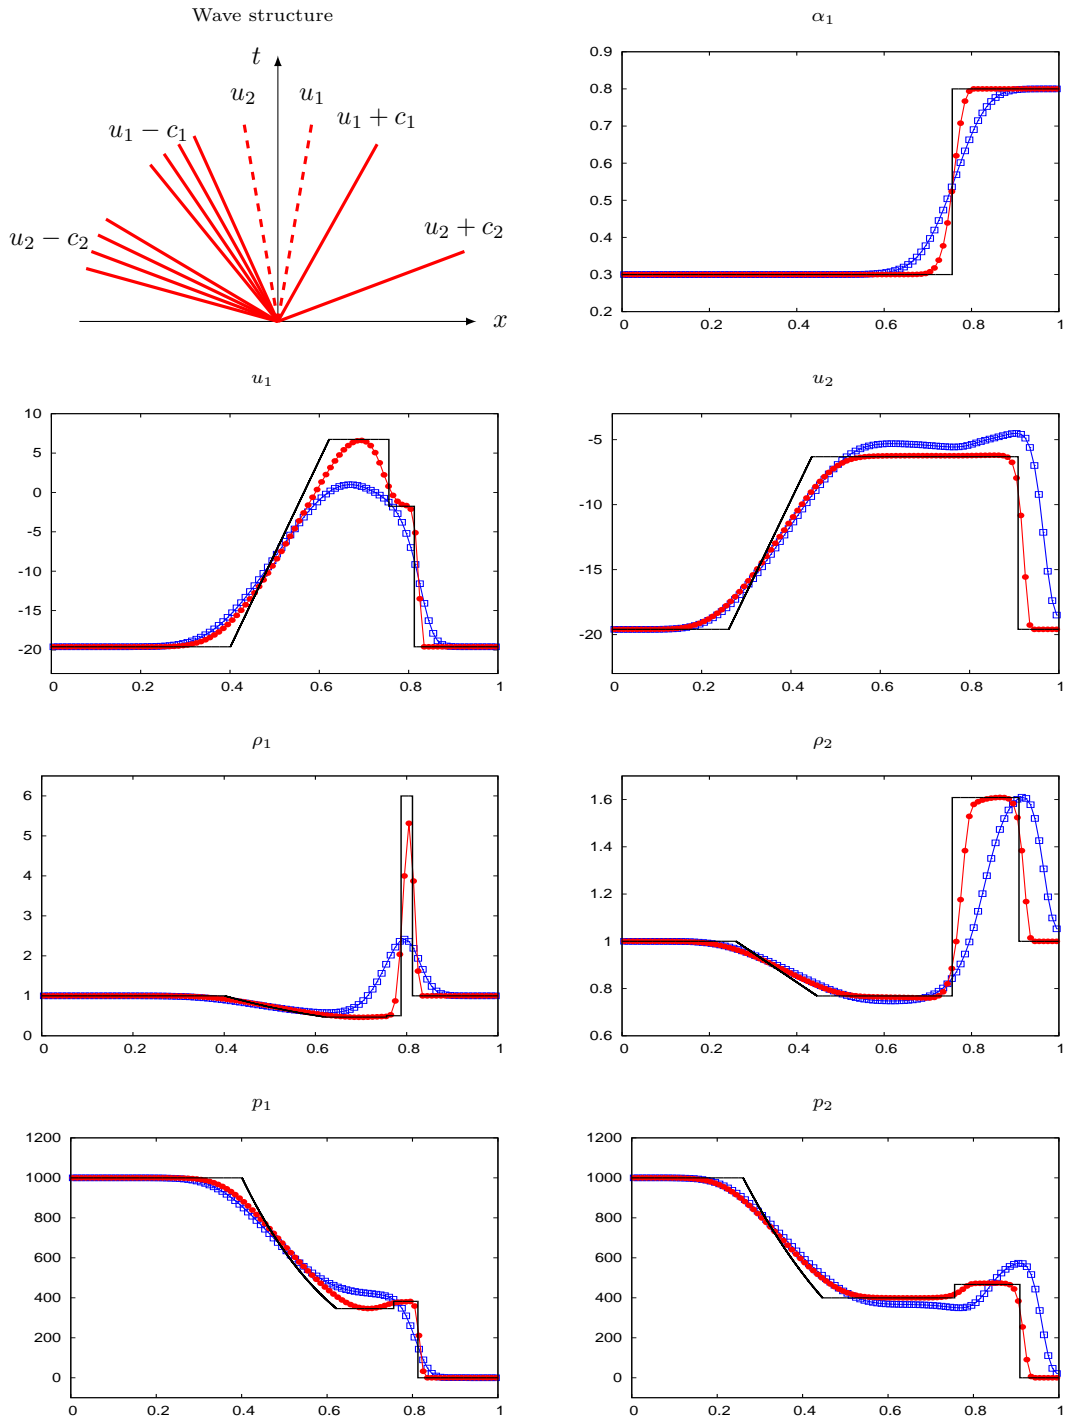 Wave structure
t
u₂
u₁
u₁ − c₁
u₁ + c₁
u₂ − c₂
u₂ + c₂
x
α₁
0.9
0.8
0.7
0.6
0.5
0.4
0.3
0.2
0 0.2 0.4 0.6 0.8 1
u₁
10
5
0
-5
-10
-15
-20
0 0.2 0.4 0.6 0.8 1
u₂
-5
-10
-15
-20
0 0.2 0.4 0.6 0.8 1
ρ₁
6
5
4
3
2
1
0
0 0.2 0.4 0.6 0.8 1
ρ₂
1.6
1.4
1.2
1
0.8
0.6
0 0.2 0.4 0.6 0.8 1
p₁
1200
1000
800
600
400
200
0
0 0.2 0.4 0.6 0.8 1
p₂
1200
1000
800
600
400
200
0
0 0.2 0.4 0.6 0.8 1